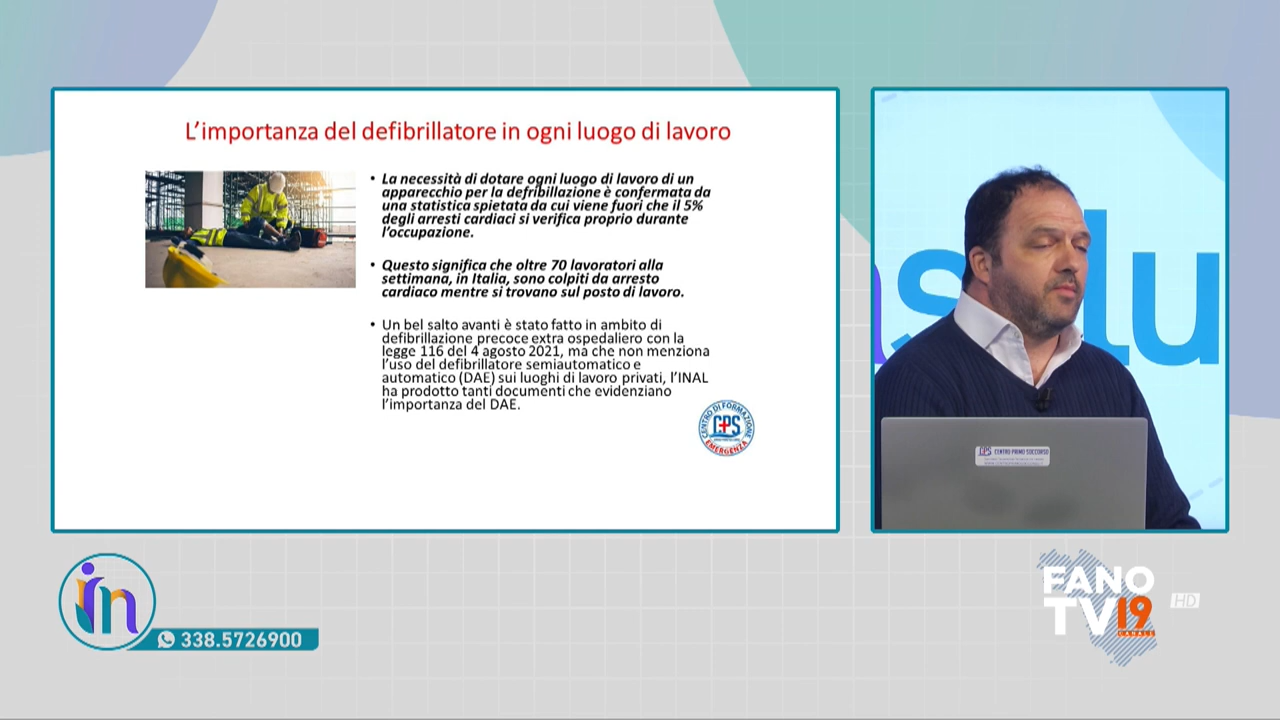 L'importanza del defibrillatore in ogni luogo di lavoro
• La necessità di dotare ogni luogo di lavoro di un
apparecchio per la defribillazione è confermata da
una statistica spietata da cui viene fuori che il 5%
degli arresti cardiaci si verifica proprio durante
l'occupazione.
• Questo significa che oltre 70 lavoratori alla
settimana, in Italia, sono colpiti da arresto
cardiaco mentre si trovano sul posto di lavoro.
• Un bel salto avanti è stato fatto in ambito di
defibrillazione precoce extra ospedaliero con la
legge 116 del 4 agosto 2021, ma che non menziona
l'uso del defibrillatore semiautomatico e
automatico (DAE) sui luoghi di lavoro privati, l'INAL
ha prodotto tanti documenti che evidenziano
l'importanza del DAE.
CENTRO DI FORMAZIONE
CPS
EMERGENZA
s lu
CPS CENTRO PRIMO SOCCORSO
in
338.5726900
FANO
TV19
CANALE
HD